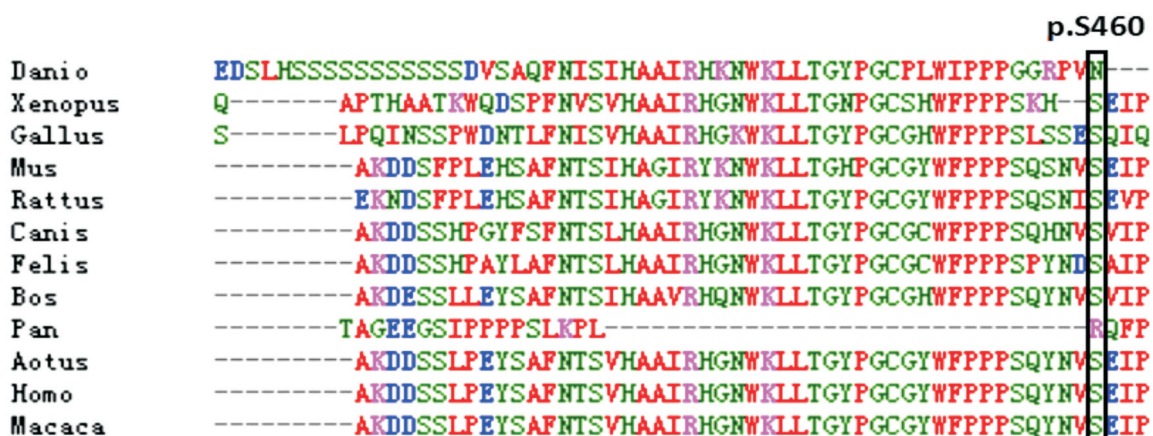 p.S460
Danio EDSLHSSSSSSSSSSSDVSAQFNISIHAAIRHKNWKLLTGYPGCPLWIPPPGGRPVN---
Xenopus Q-------APTHAATKWQDSPFNVSVHAAIRHGNWKLLTGNPGCSHWFPPPSKH--SEIP
Gallus S-------LPQINSSPWDNTLFNISIHAAIRHGKWKLLTGYPGCGHWFPPPSLSSESQIQ
Mus ---------AKDDSFPLEHSAFNTSIHAGIRYKNWKLLTGHPGCGYWFPPPSQSNVSEIP
Rattus ---------EKNDSFPLEHSAFNTSIHAGIRYKNWKLLTGYPGCGYWFPPPSQSNISEVP
Canis ---------AKDDSSHPGYFSFNTSLHAAIRHGNWKLLTGYPGCGCWFPPPSQHNVSVIP
Felis ---------AKDDSSHPAYLAFNTSLHAAIRHGNWKLLTGYPGCGCWFPPPSPYNDSAIP
Bos ---------AKDESSLLEYSAFNTSIHAAVRHQNWKLLTGYPGCGHWFPPPSQYNVSVIP
Pan --------TAGEEGSIPPPPSLKPL-------------------------------RQFP
Aotus ---------AKDDSSLPEYSAFNTSVHAAIRHGNWKLLTGYPGCGYWFPPPSQYNVSEIP
Homo ---------AKDDSSLPEYSAFNTSVHAAIRHGNWKLLTGYPGCGYWFPPPSQYNVSEIP
Macaca ---------AKDDSSLPEYSAFNTSVHAAIRHGNWKLLTGYPGCGYWFPPPSQYNVSEIP